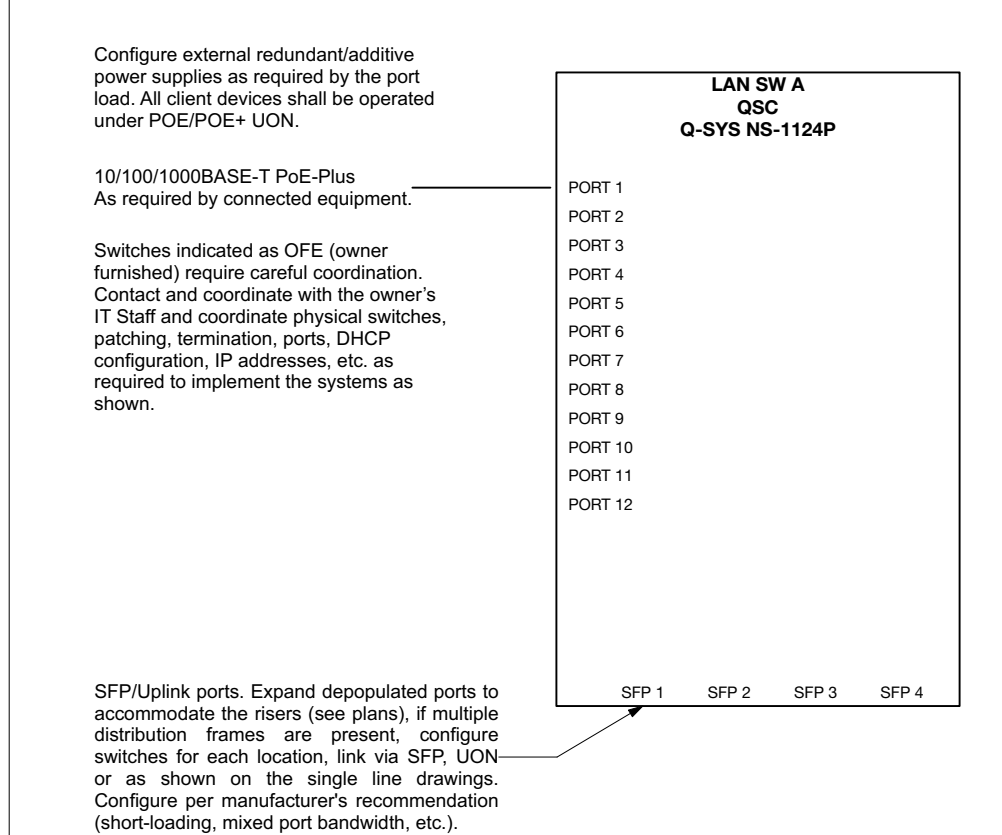 Configure external redundant/additive
power supplies as required by the port
load. All client devices shall be operated
under POE/POE+ UON.
10/100/1000BASE-T PoE-Plus
As required by connected equipment.
Switches indicated as OFE (owner
furnished) require careful coordination.
Contact and coordinate with the owner's
IT Staff and coordinate physical switches,
patching, termination, ports, DHCP
configuration, IP addresses, etc. as
required to implement the systems as
shown.
SFP/Uplink ports. Expand depopulated ports to
accommodate the risers (see plans), if multiple
distribution frames are present, configure
switches for each location, link via SFP, UON
or as shown on the single line drawings.
Configure per manufacturer's recommendation
(short-loading, mixed port bandwidth, etc.).
LAN SW A
QSC
Q-SYS NS-1124P
PORT 1
PORT 2
PORT 3
PORT 4
PORT 5
PORT 6
PORT 7
PORT 8
PORT 9
PORT 10
PORT 11
PORT 12
SFP 1 SFP 2 SFP 3 SFP 4